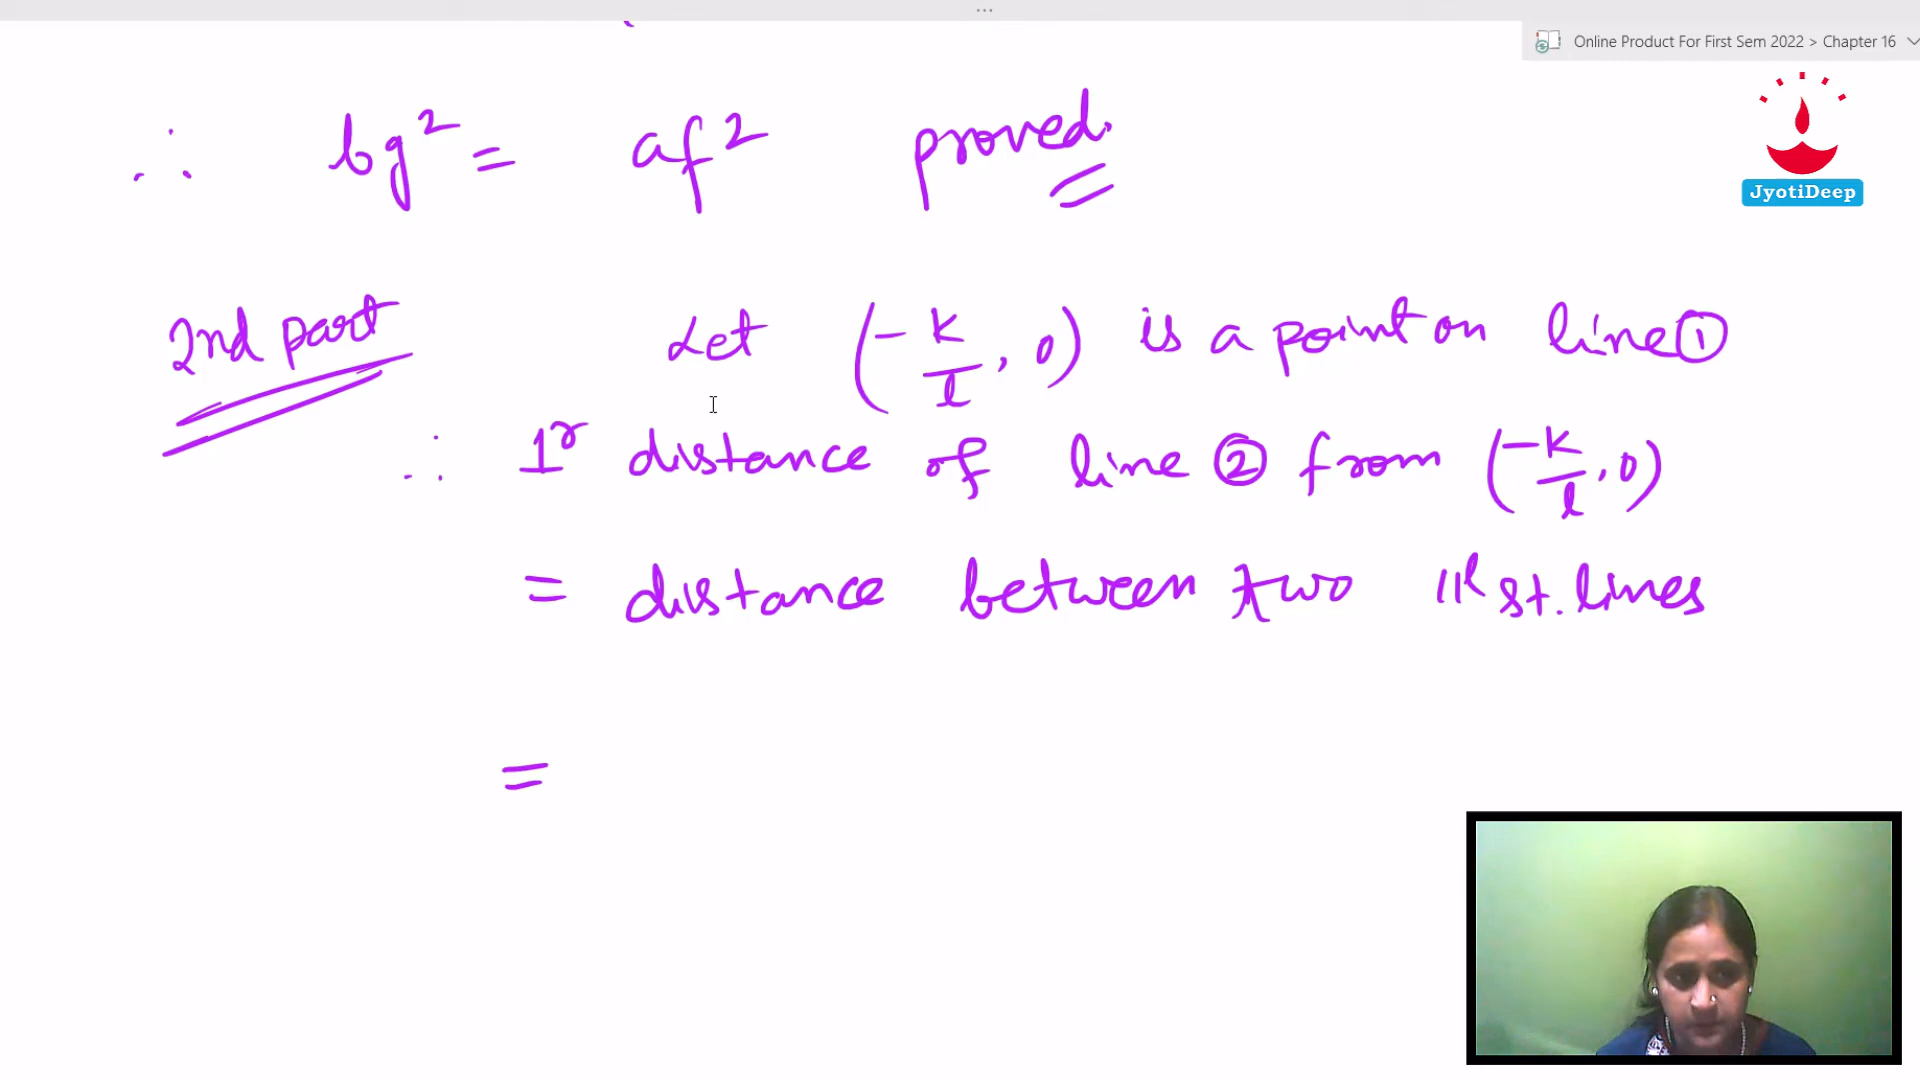 Online Product For First Sem 2022 > Chapter 16
JyotiDeep
∴ bg² = af² proved.
2nd part Let (-k/l, 0) is a point on line ①
∴ ⊥r distance of line ② from (-k/l, 0)
= distance between two ||l st. lines
=